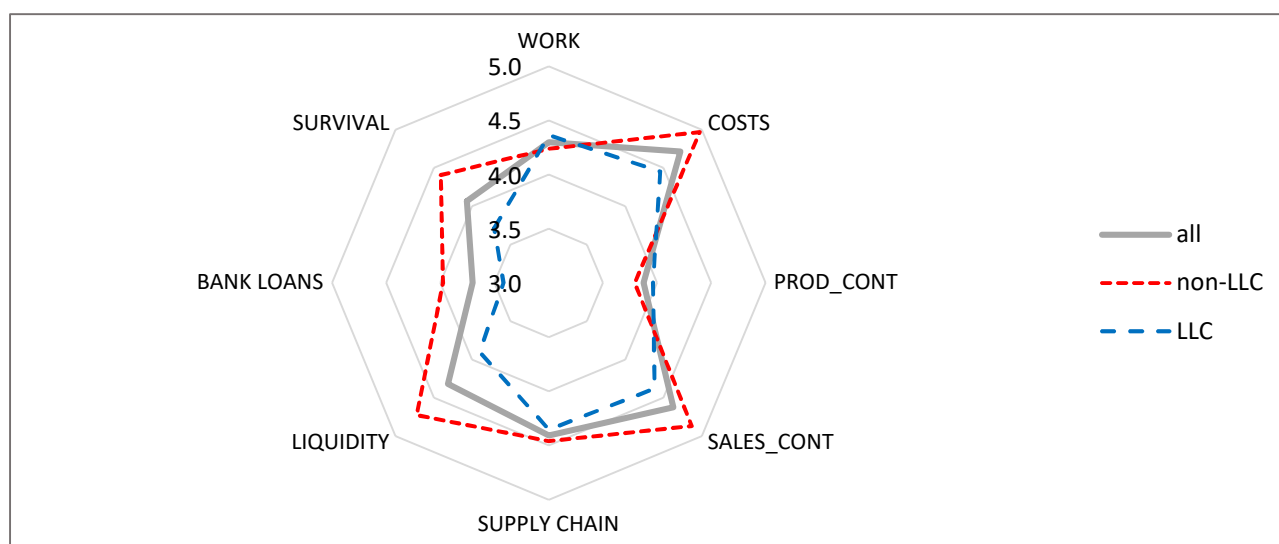 WORK
5.0
4.5
4.0
3.5
3.0
COSTS
PROD_CONT
SALES_CONT
SUPPLY CHAIN
LIQUIDITY
BANK LOANS
SURVIVAL
all
non-LLC
LLC